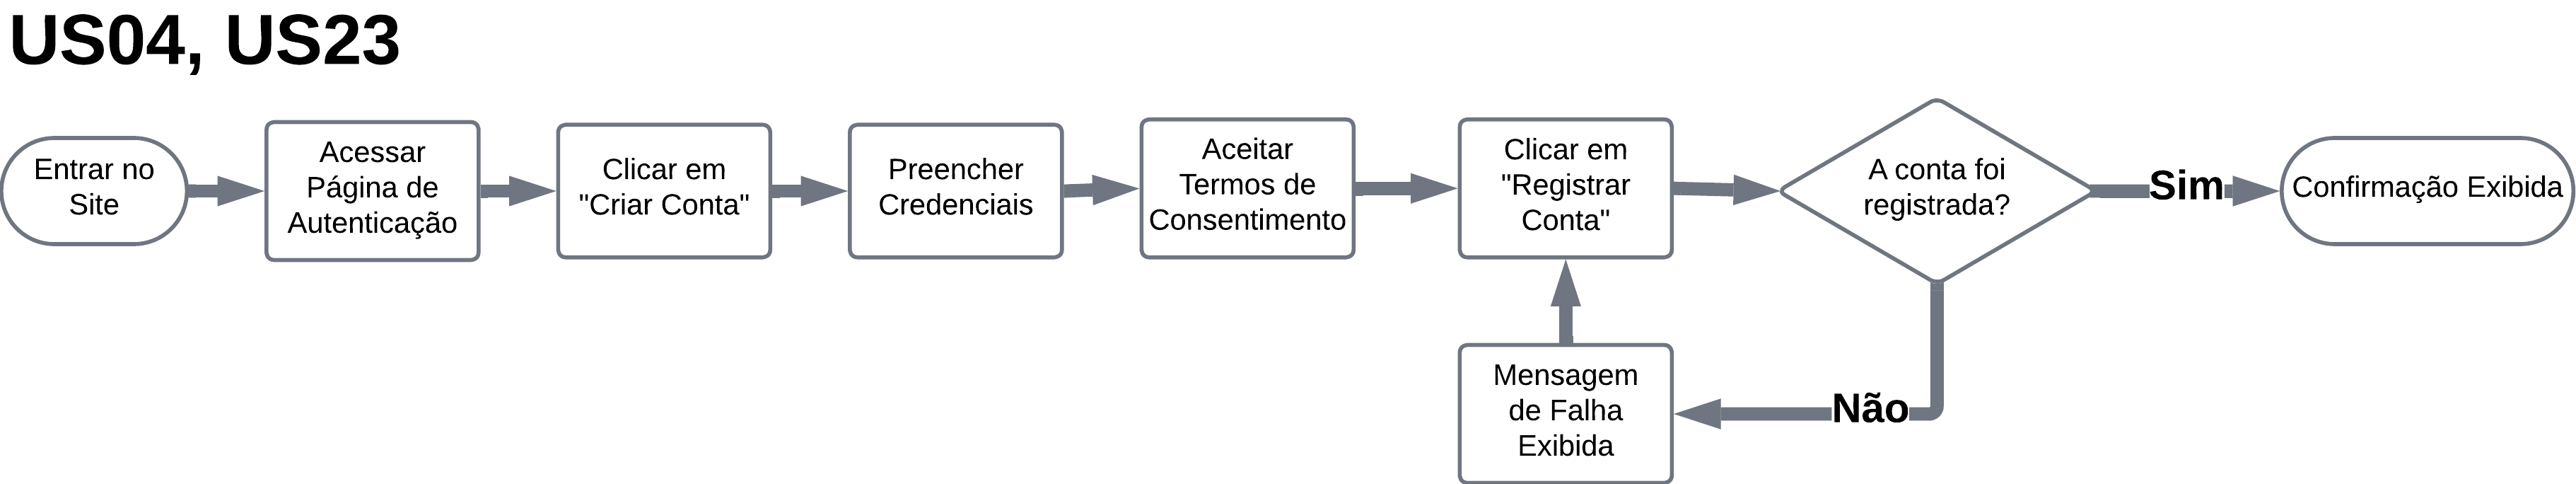 US04, US23
Entrar no
Site
Acessar
Página de
Autenticação
Clicar em
"Criar Conta"
Preencher
Credenciais
Aceitar
Termos de
Consentimento
Clicar em
"Registrar
Conta"
A conta foi
registrada?
Sim
Confirmação Exibida
Não
Mensagem
de Falha
Exibida